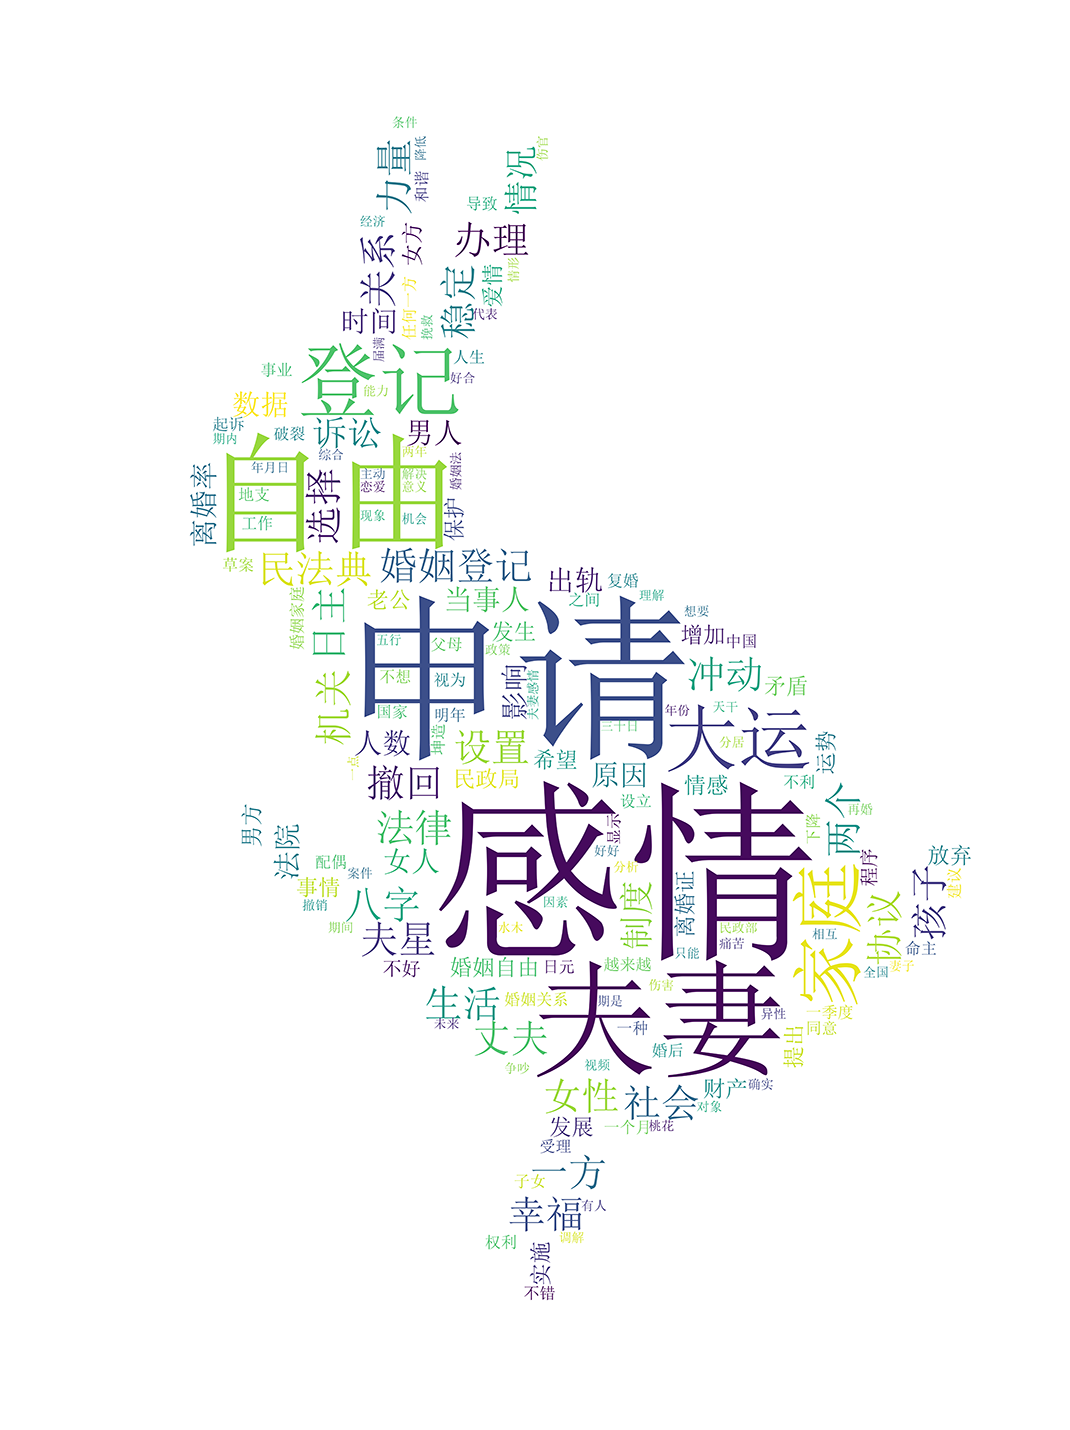 条件
力量
降低
和谐
伤官
情况
导致
经济
关系
女方
办理
情形
稳定
爱情
任何一方
挽救
代表
时间
届满
登记
人生
好合
能力
事业
数据
起诉
期内
破裂
诉讼
男人
综合
两年
离婚率
自由
年月日
地支
工作
选择
主动
恋爱
解决
意义
现象
机会
婚姻法
保护
草案
民法典
婚姻登记
出轨
复婚
之间
理解
想要
婚姻家庭
日主
老公
当事人
发生
申请
五行
父母
政策
不想
视为
国家
明年
影响
夫妻感情
增加
中国
冲动
矛盾
机关
年份
天干
大运
三十日
分居
运势
人数
坤造
设置
希望
原因
情感
不利
一点
撤回
民政局
设立
两个
再婚
下降
男方
法院
法律
感情
显示
好好
分析
程序
放弃
建议
配偶
女人
事情
案件
撤销
八字
因素
制度
离婚证
家庭
协议
孩子
期间
夫星
水木
民政部
痛苦
相互
命主
不好
婚姻自由
日元
越来越
只能
全国
妻子
生活
婚姻关系
夫妻
期是
伤害
异性
一季度
同意
未来
丈夫
一种
婚后
提出
争吵
视频
女性
社会
财产
确实
对象
发展
一个月
桃花
受理
一方
子女
幸福
有人
权利
调解
实施
不错